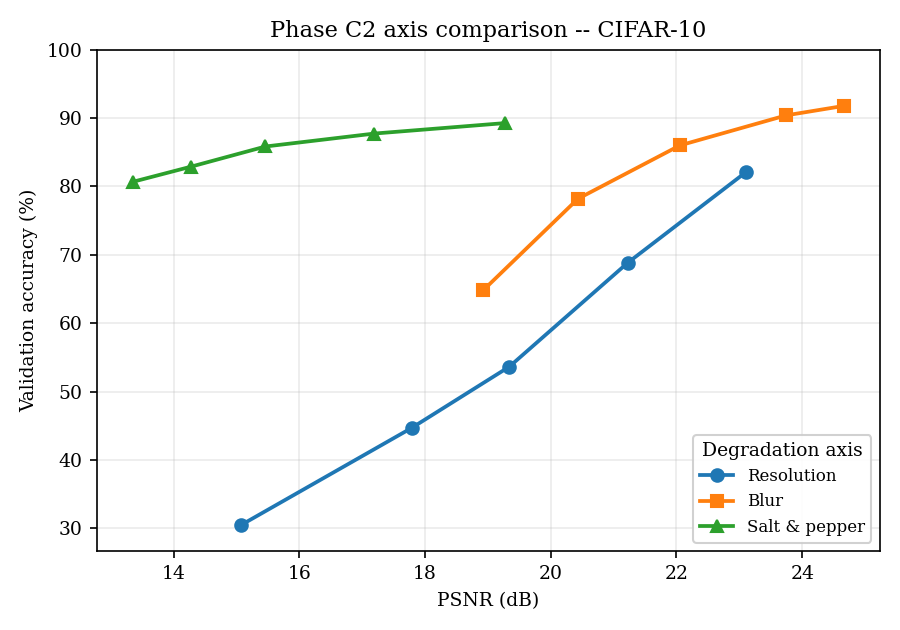 Phase C2 axis comparison -- CIFAR-10
Validation accuracy (%)
100
90
80
70
60
50
40
30
14 16 18 20 22 24
PSNR (dB)
Degradation axis
Resolution
Blur
Salt & pepper